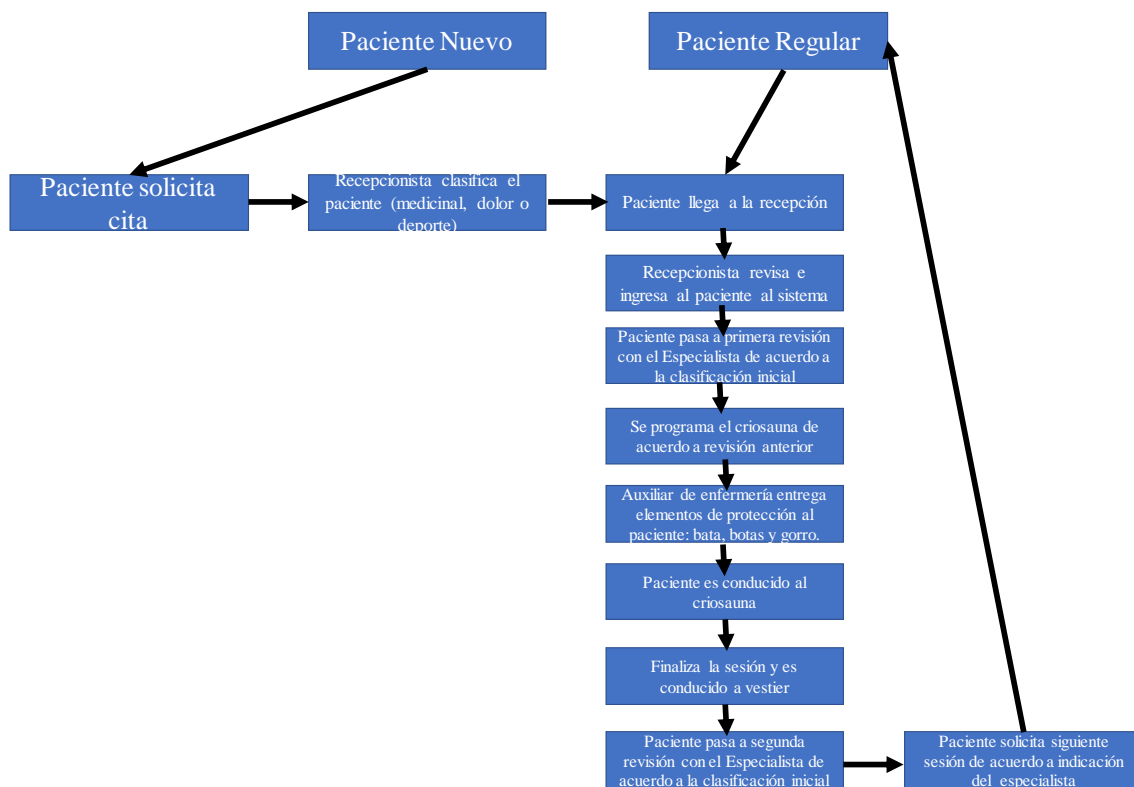 Paciente Nuevo
Paciente Regular
Paciente solicita
cita
Recepcionista clasifica el
paciente (medicinal, dolor o
deporte)
Paciente llega a la recepción
Recepcionista revisa e
ingresa al paciente al sistema
Paciente pasa a primera revisión
con el Especialista de acuerdo a
la clasificación inicial
Se programa el criosauna de
acuerdo a revisión anterior
Auxiliar de enfermería entrega
elementos de protección al
paciente: bata, botas y gorro.
Paciente es conducido al
criosauna
Finaliza la sesión y es
conducido a vestier
Paciente pasa a segunda
revisión con el Especialista de
acuerdo a la clasificación inicial
Paciente solicita siguiente
sesión de acuerdo a indicación
del especialista